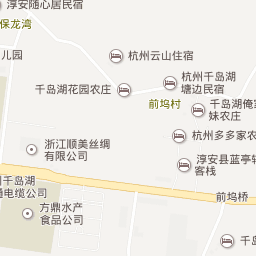 淳安随心居民宿
保龙湾
儿园
杭州云山住宿
杭州千岛湖
塘边民宿
千岛湖花园农庄
前坞村
千岛湖俺家
妹农庄
杭州多多家农
浙江顺美丝绸
有限公司
淳安县蓝亭轩
客栈
千岛湖
通电缆公司
前坞桥
方鼎水产
食品公司